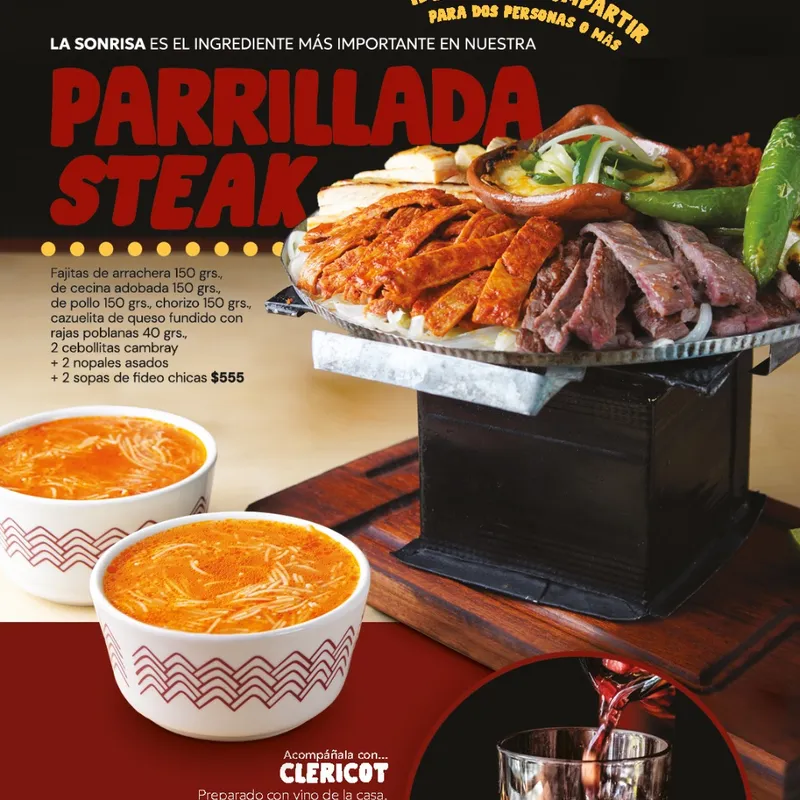 COMPARTIR
PARA DOS PERSONAS O MÁS
LA SONRISA ES EL INGREDIENTE MÁS IMPORTANTE EN NUESTRA
PARRILLADA
STEAK
Fajitas de arrachera 150 grs.,
de cecina adobada 150 grs.,
de pollo 150 grs., chorizo 150 grs.,
cazuelita de queso fundido con
rajas poblanas 40 grs.,
2 cebollitas cambray
+ 2 nopales asados
+ 2 sopas de fideo chicas $555
Acompáñala con...
CLERICOT
Preparado con vino de la casa.